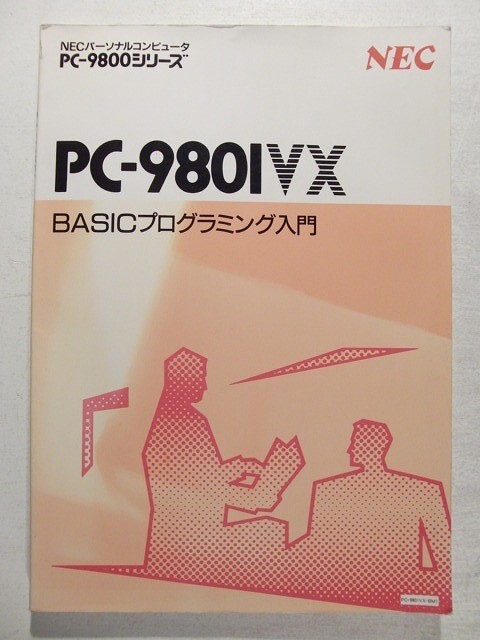 NECパーソナルコンピュータ
PC-9800シリーズ
NEC
PC-9801VX
BASICプログラミング入門